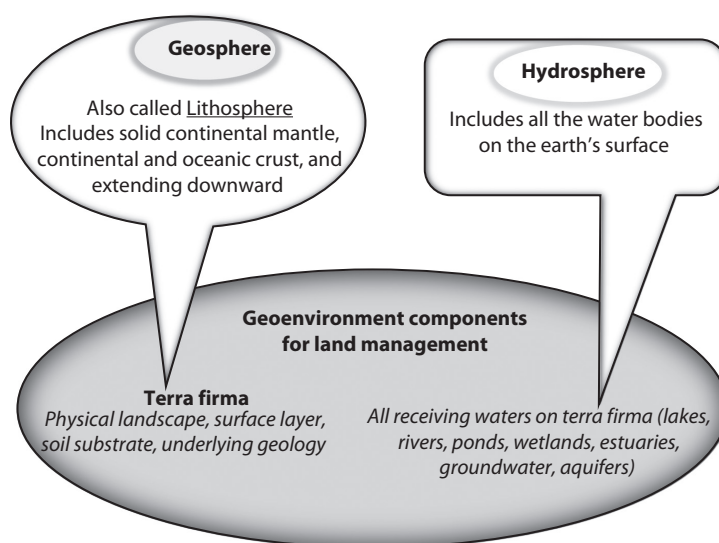 Geosphere
Also called Lithosphere
Includes solid continental mantle,
continental and oceanic crust, and
extending downward
Hydrosphere
Includes all the water bodies
on the earth's surface
Geoenvironment components
for land management
Terra firma
Physical landscape, surface layer,
soil substrate, underlying geology
All receiving waters on terra firma (lakes,
rivers, ponds, wetlands, estuaries,
groundwater, aquifers)